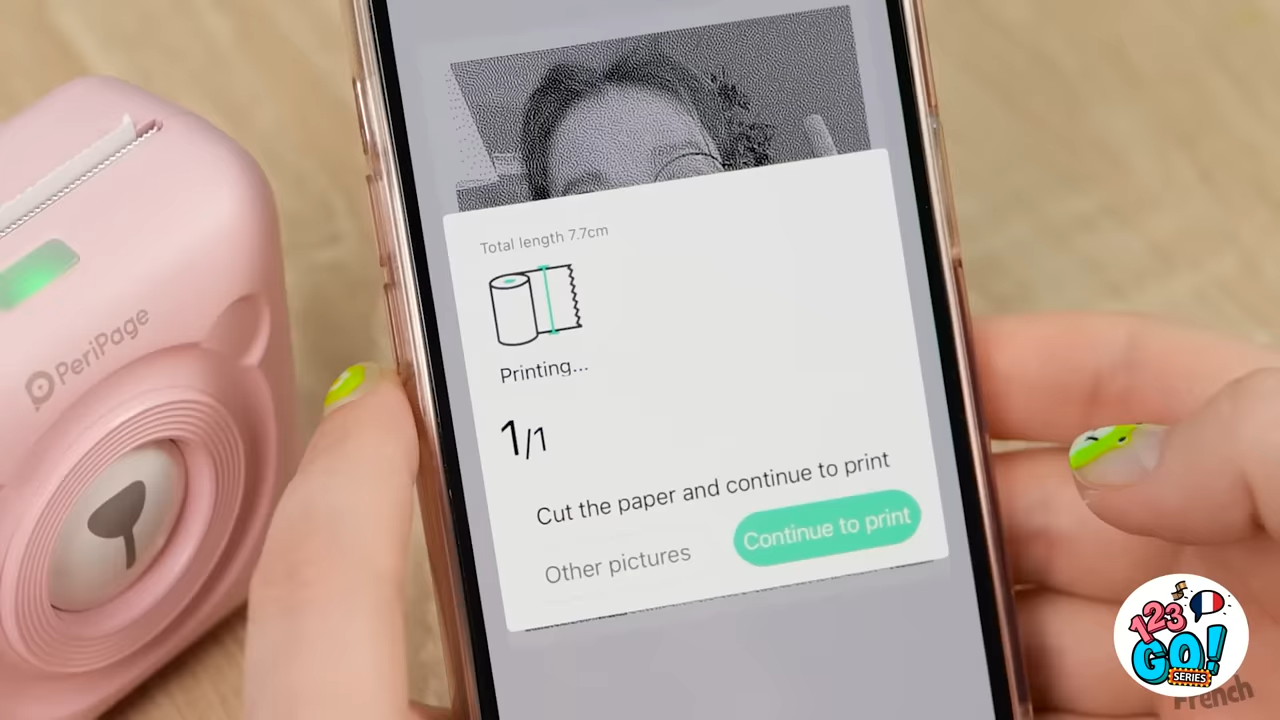 PeriPage
Total length 7.7cm
Printing...
1/1
Cut the paper and continue to print
Other pictures
Continue to print
123
GO!
SERIES
French